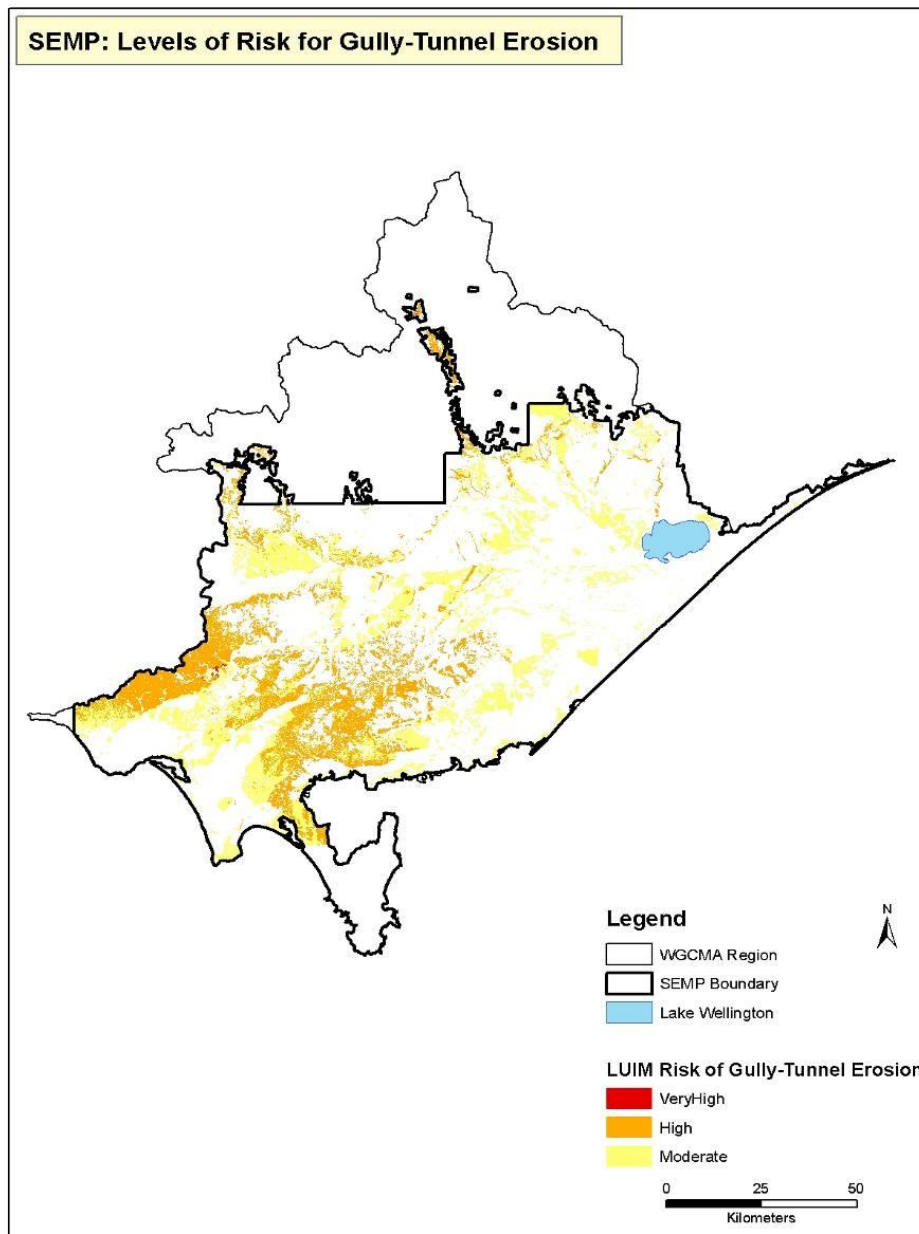 SEMP: Levels of Risk for Gully-Tunnel Erosion
N
Legend
WGCMA Region
SEMP Boundary
Lake Wellington
LUIM Risk of Gully-Tunnel Erosion
VeryHigh
High
Moderate
0 25 50
Kilometers